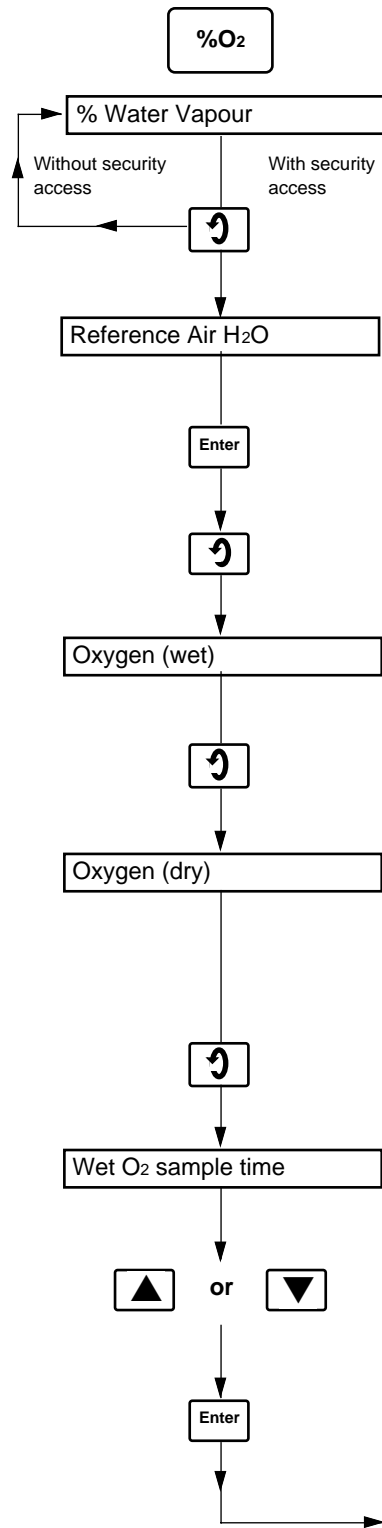 %O₂
% Water Vapour
Without security
access
With security
access
Reference Air H₂O
Enter
Oxygen (wet)
Oxygen (dry)
Wet O₂ sample time
or
Enter